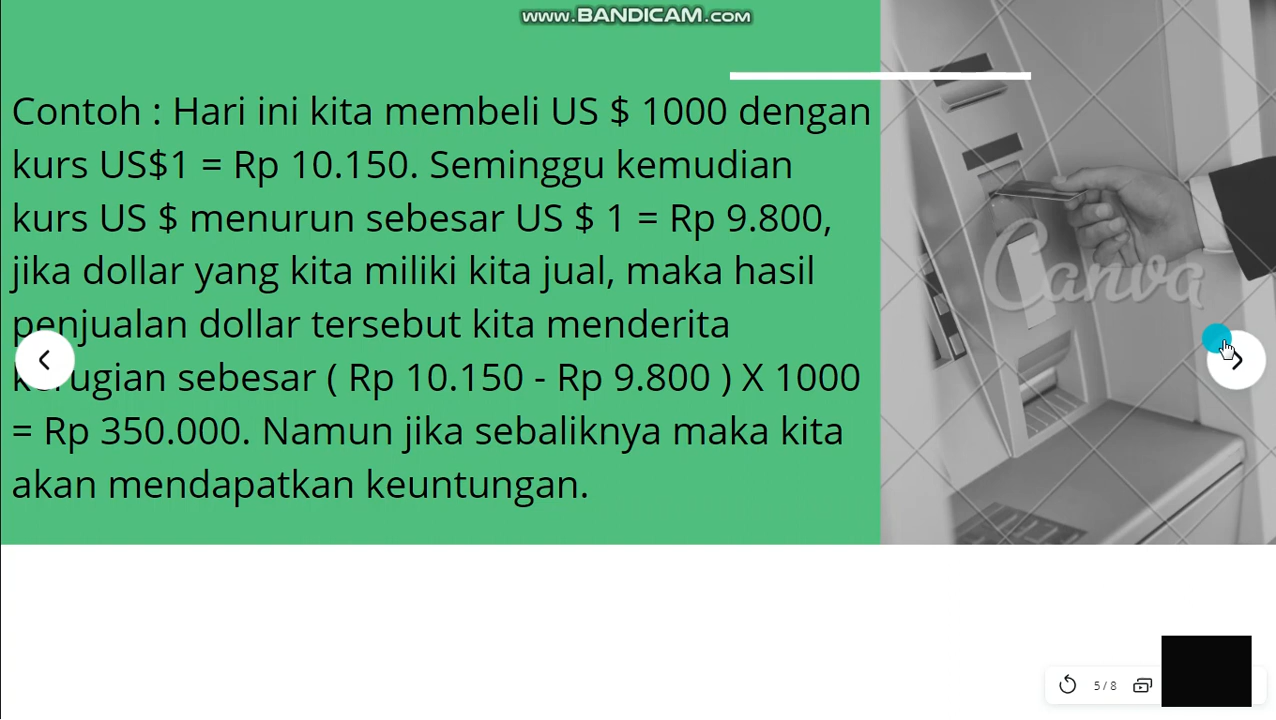 www.BANDICAM.com
Contoh : Hari ini kita membeli US $ 1000 dengan
kurs US$1 = Rp 10.150. Seminggu kemudian
kurs US $ menurun sebesar US $ 1 = Rp 9.800,
jika dollar yang kita miliki kita jual, maka hasil
penjualan dollar tersebut kita menderita
kerugian sebesar ( Rp 10.150 - Rp 9.800 ) X 1000
= Rp 350.000. Namun jika sebaliknya maka kita
akan mendapatkan keuntungan.
Canva
5 / 8